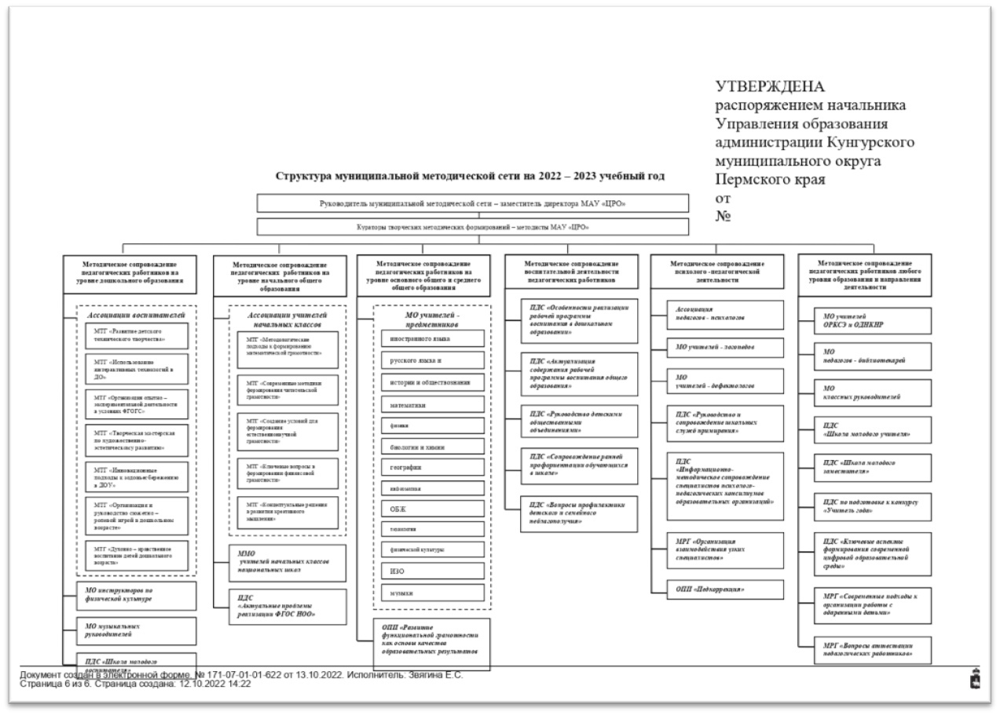 УТВЕРЖДЕНА
распоряжением начальника
Управления образования
администрации Кунгурского
муниципального округа
Пермского края
от
№
Структура муниципальной методической сети на 2022 – 2023 учебный год
Руководитель муниципальной методической сети – заместитель директора МАУ «ЦРО»
Кураторы творческих методических формирований – методисты МАУ «ЦРО»
Методическое сопровождение
педагогических работников на
уровне дошкольного образования
Ассоциации воспитателей
МТГ «Развитие детского
технического творчества»
МТГ «Использование
интерактивных технологий в
ДО»
МТГ «Организация опытно –
экспериментальной деятельности
в условиях ФГОГС»
МТГ «Творческая мастерская
по художественно-
эстетическому развитию»
МТГ «Инновационные
подходы к здоовьесбережению
в ДОУ»
МТГ «Организация и
руководство сюжетно –
ролевой игрой в дошкольном
возрасте»
МТГ «Духовно – нравственное
воспитание детей дошкольного
возраста»
МО инструкторов по
физической культуре
МО музыкальных
руководителей
ПДС «Школа молодого
воспитателя»
Методическое сопровождение
педагогических работников на
уровне начального общего
образования
Ассоциации учителей
начальных классов
МТГ «Методологические
подходы к формированию
математической грамотности»
МТГ «Современные методики
формирования читательской
грамотности»
МТГ «Создание условий для
формирования
естественнонаучной
грамотности»
МТГ «Ключевые вопросы в
формировании финансовой
грамотности»
МТГ «Концептуальные решения
в развитии креативного
мышления»
ММО
учителей начальных классов
национальных школ
ПДС
«Актуальные проблемы
реализации ФГОС НОО»
Методическое сопровождение
педагогических работников на
уровне основного общего и среднего
общего образования
МО учителей -
предметников
иностранного языка
русского языка и
истории и обществознания
математики
физики
биологии и химии
географии
информатики
ОБЖ
технологии
физической культуры
ИЗО
музыки
ОПП «Развитие
функциональной грамотности
как основы качества
образовательных результатов
Методическое сопровождение
воспитательной деятельности
педагогических работников
ПДС «Особенности реализации
рабочей программы
воспитания в дошкольном
образовании»
ПДС «Актуализация
содержания рабочей
программы воспитания общего
образования»
ПДС «Руководство детскими
общественными
объединениями»
ПДС «Сопровождение ранней
профориентации обучающихся
в школе»
ПДС «Вопросы профилактики
детского и семейного
неблагополучия»
Методическое сопровождение
психолого -педагогической
деятельности
Ассоциация
педагогов - психологов
МО учителей - логопедов
МО
учителей - дефектологов
ПДС «Руководство и
сопровождение школьных
служб примирения»
ПДС
«Информационно-
методическое сопровождение
специалистов психолого-
педагогических консилиумов
образовательных организаций»
МРГ «Организация
взаимодействия узких
специалистов»
ОПП «Педкоррекция»
Методическое сопровождение
педагогических работников любого
уровня образования и направления
деятельности
МО учителей
ОРКСЭ и ОДНКНР
МО
педагогов - библиотекарей
МО
классных руководителей
ПДС
«Школа молодого учителя»
ПДС «Школа молодого
заместителя»
ПДС по подготовке к конкурсу
«Учитель года»
ПДС «Ключевые аспекты
формирования современной
цифровой образовательной
среды»
МРГ «Современные подходы к
организации работы с
одаренными детьми»
МРГ «Вопросы аттестации
педагогических работников»
Документ создан в электронной форме. № 171-07-01-01-622 от 13.10.2022. Исполнитель: Звягина Е.С.
Страница 6 из 6. Страница создана: 12.10.2022 14:22